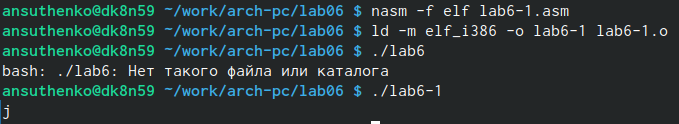 ansuthenko@dk8n59 ~/work/arch-pc/lab06 $ nasm -f elf lab6-1.asm
ansuthenko@dk8n59 ~/work/arch-pc/lab06 $ ld -m elf_i386 -o lab6-1 lab6-1.o
ansuthenko@dk8n59 ~/work/arch-pc/lab06 $ ./lab6
bash: ./lab6: Нет такого файла или каталога
ansuthenko@dk8n59 ~/work/arch-pc/lab06 $ ./lab6-1
j